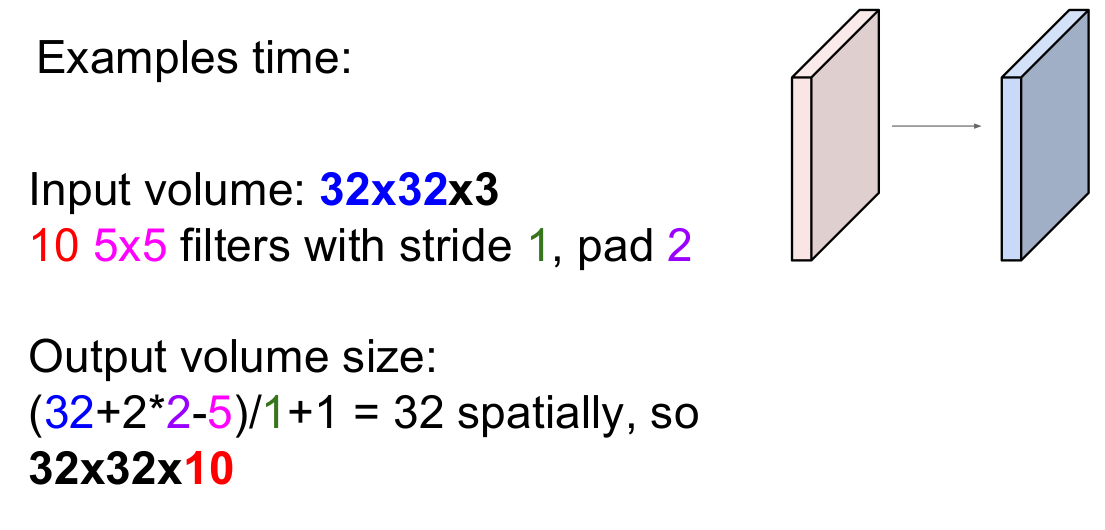 Examples time:
Input volume: 32x32x3
10 5x5 filters with stride 1, pad 2
Output volume size:
(32+2*2-5)/1+1 = 32 spatially, so
32x32x10